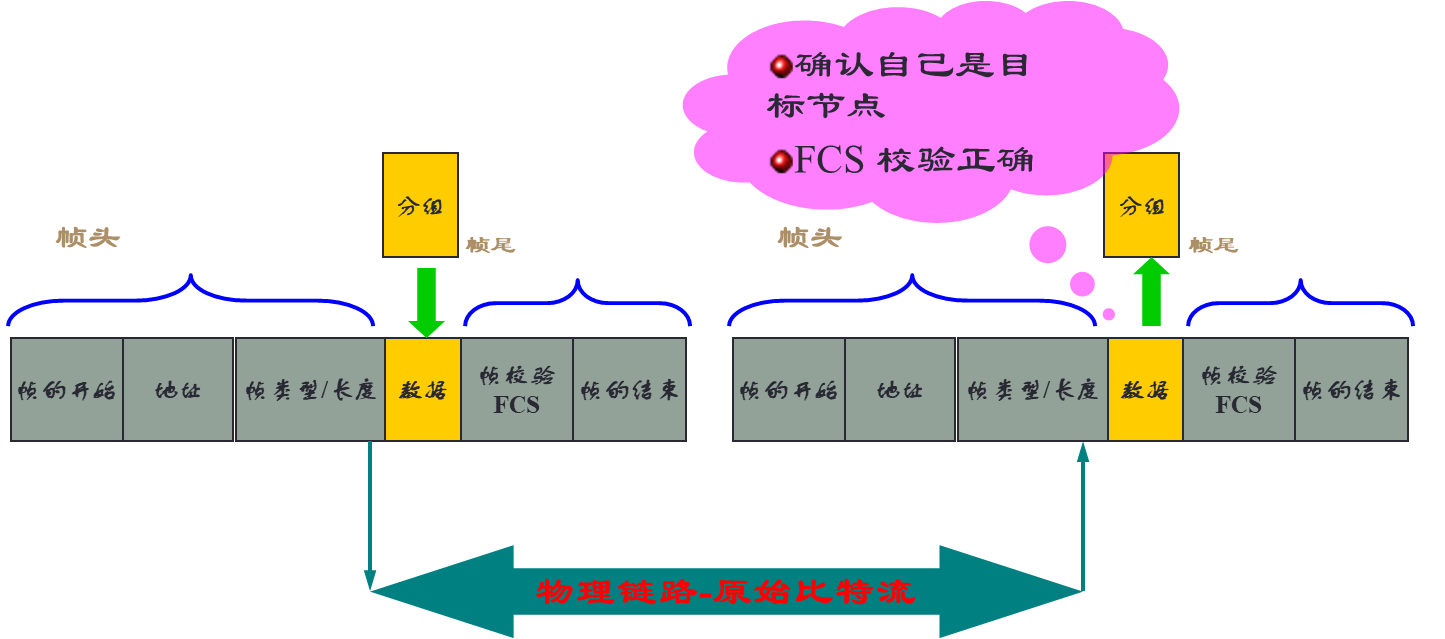 确认自己是目
标节点
FCS 校验正确
分组
帧头
帧尾
帧的开始
地址
帧类型/长度
数据
帧校验
FCS
帧的结束
分组
帧头
帧尾
帧的开始
地址
帧类型/长度
数据
帧校验
FCS
帧的结束
物理链路-原始比特流